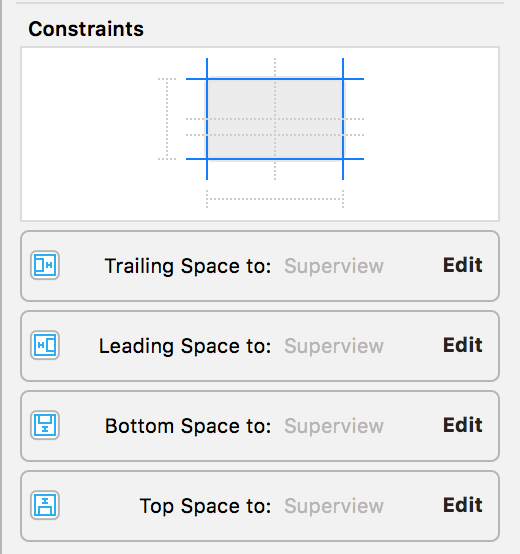 Constraints
Trailing Space to: Superview Edit
Leading Space to: Superview Edit
Bottom Space to: Superview Edit
Top Space to: Superview Edit